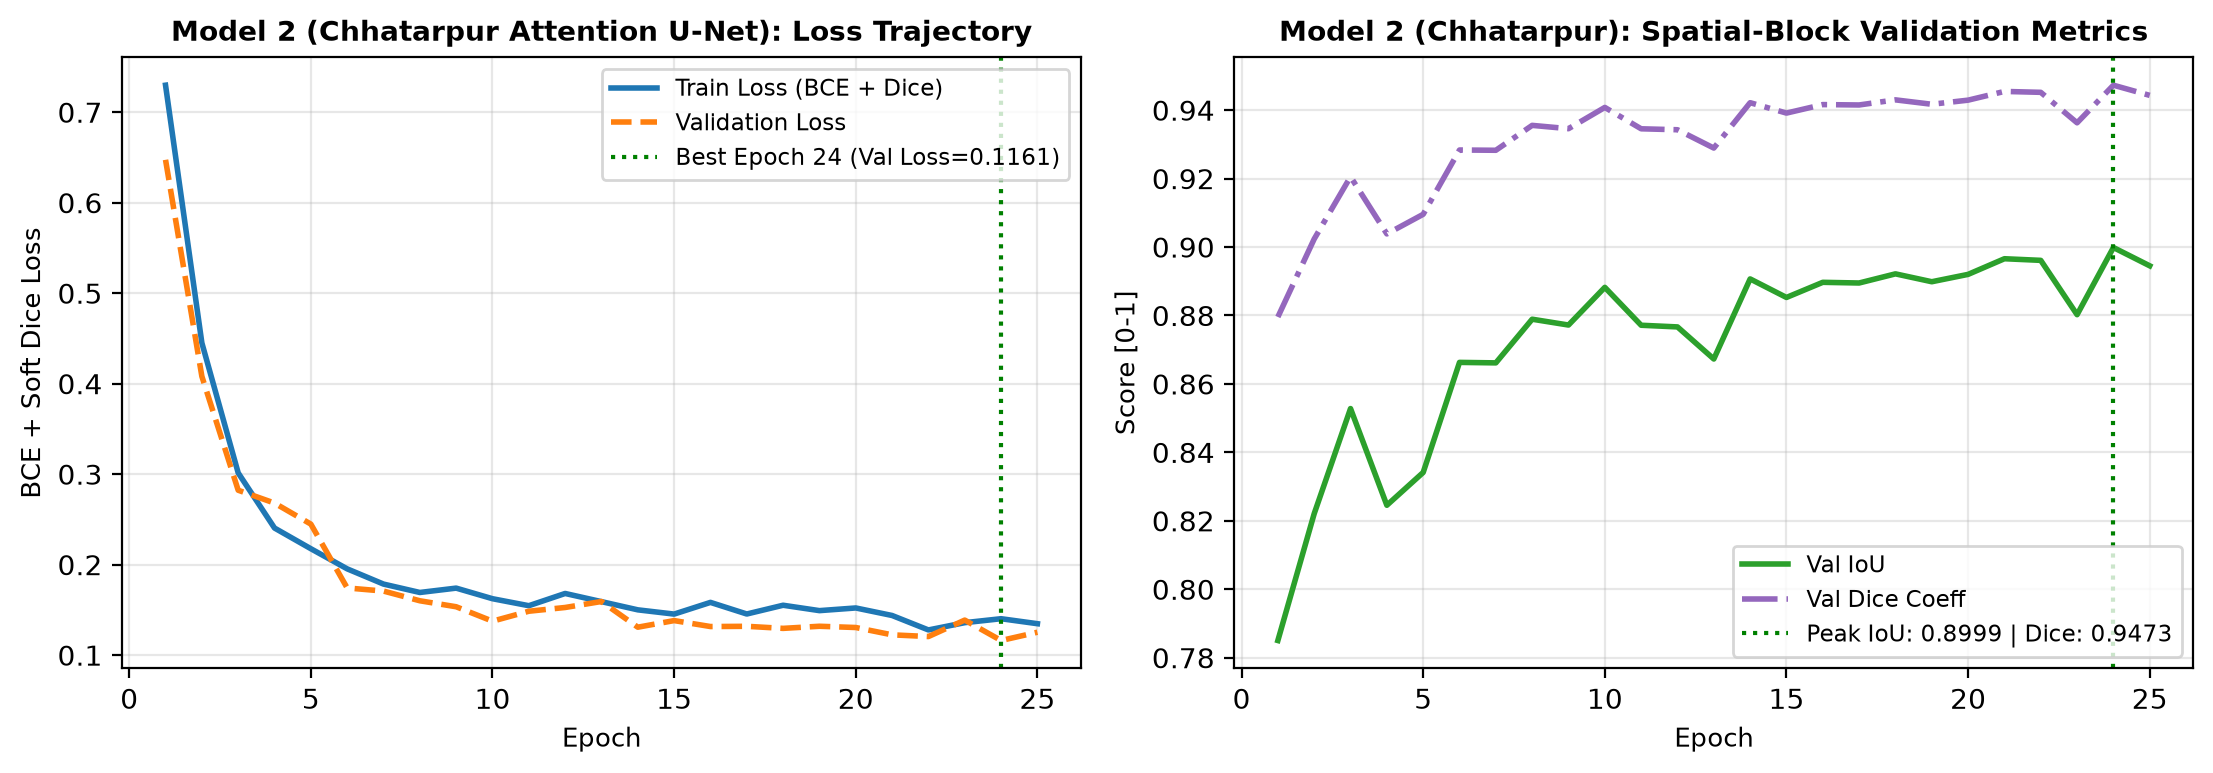 Model 2 (Chhatarpur Attention U-Net): Loss Trajectory
BCE + Soft Dice Loss
0.7
0.6
0.5
0.4
0.3
0.2
0.1
Train Loss (BCE + Dice)
Validation Loss
Best Epoch 24 (Val Loss=0.1161)
0 5 10 15 20 25
Epoch
Model 2 (Chhatarpur): Spatial-Block Validation Metrics
Score [0-1]
0.94
0.92
0.90
0.88
0.86
0.84
0.82
0.80
0.78
Val IoU
Val Dice Coeff
Peak IoU: 0.8999 | Dice: 0.9473
0 5 10 15 20 25
Epoch